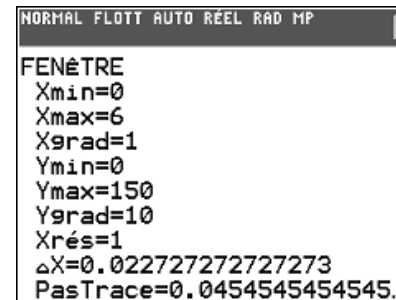 NORMAL FLOTT AUTO RÉEL RAD MP
FENÊTRE
Xmin=0
Xmax=6
Xgrad=1
Ymin=0
Ymax=150
Ygrad=10
Xrés=1
△X=0.022727272727273
PasTrace=0.0454545454545…